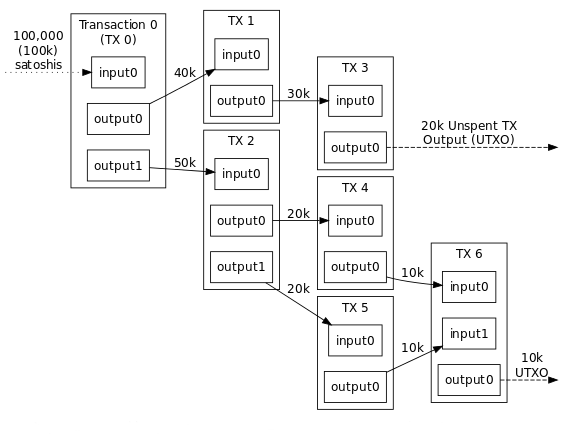 Transaction 0
(TX 0)
100,000
(100k)
satoshis
input0
output0
output1
40k
50k
TX 1
input0
output0
30k
TX 2
input0
output0
output1
20k
20k
TX 3
input0
output0
20k Unspent TX
Output (UTXO)
TX 4
input0
output0
10k
TX 5
input0
output0
10k
TX 6
input0
input1
output0
10k
UTXO